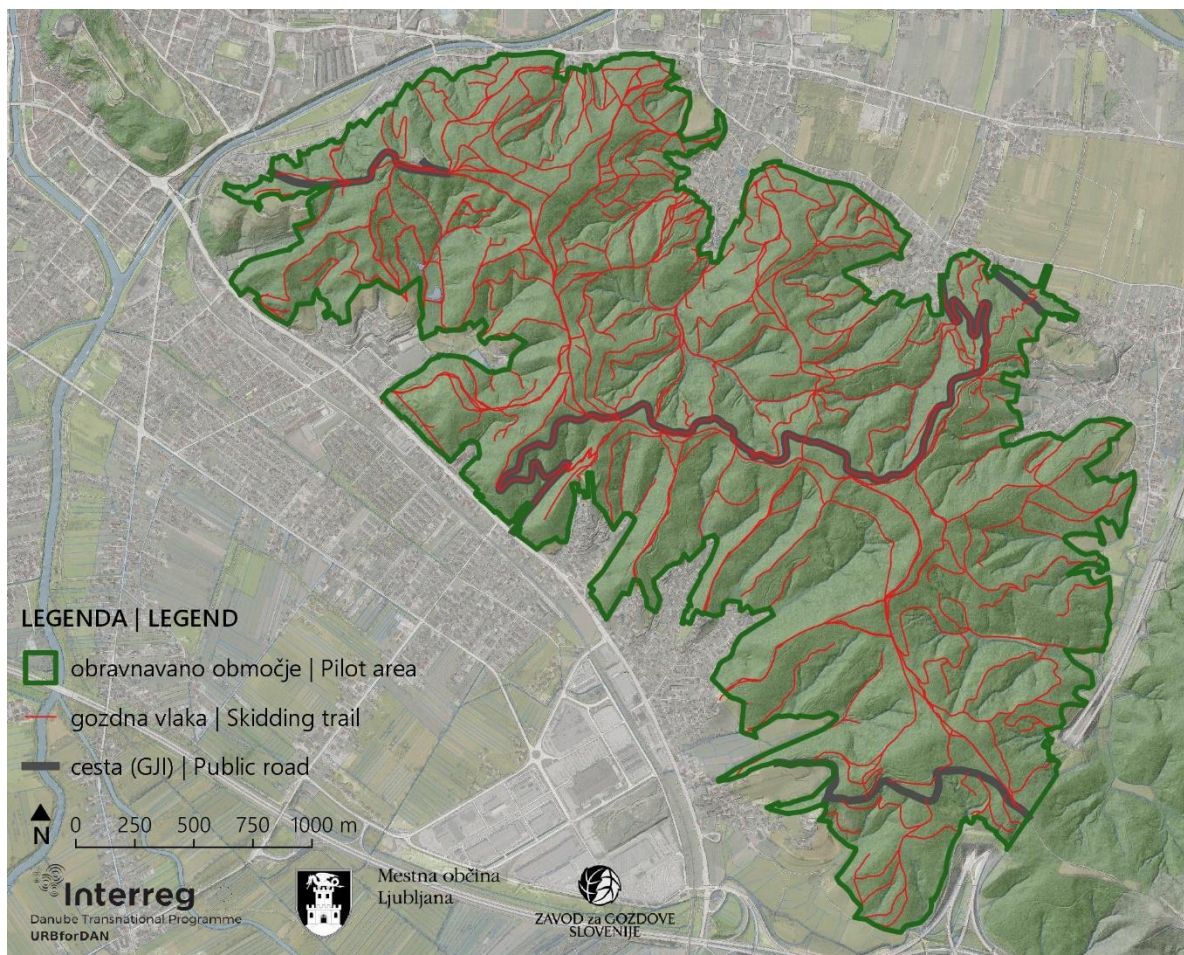 LEGENDA | LEGEND
obravnavano območje | Pilot area
gozdna vlaka | Skidding trail
cesta (GJI) | Public road
N
0 250 500 750 1000 m
Interreg
Danube Transnational Programme
URBforDAN
Mestna občina
Ljubljana
ZAVOD za GOZDOVE
SLOVENIJE